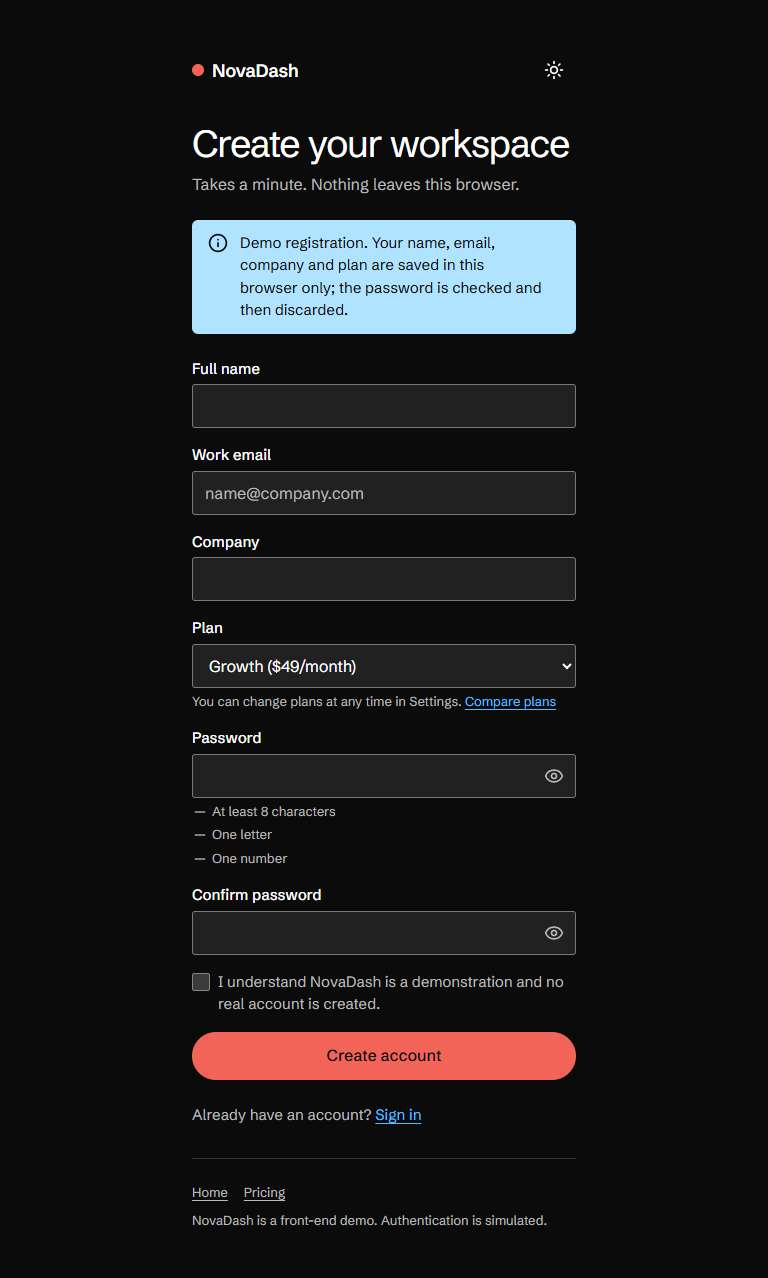 NovaDash
Create your workspace
Takes a minute. Nothing leaves this browser.
Demo registration. Your name, email,
company and plan are saved in this
browser only; the password is checked and
then discarded.
Full name
Work email
name@company.com
Company
Plan
Growth ($49/month)
You can change plans at any time in Settings. Compare plans
Password
— At least 8 characters
— One letter
— One number
Confirm password
I understand NovaDash is a demonstration and no
real account is created.
Create account
Already have an account? Sign in
Home Pricing
NovaDash is a front-end demo. Authentication is simulated.